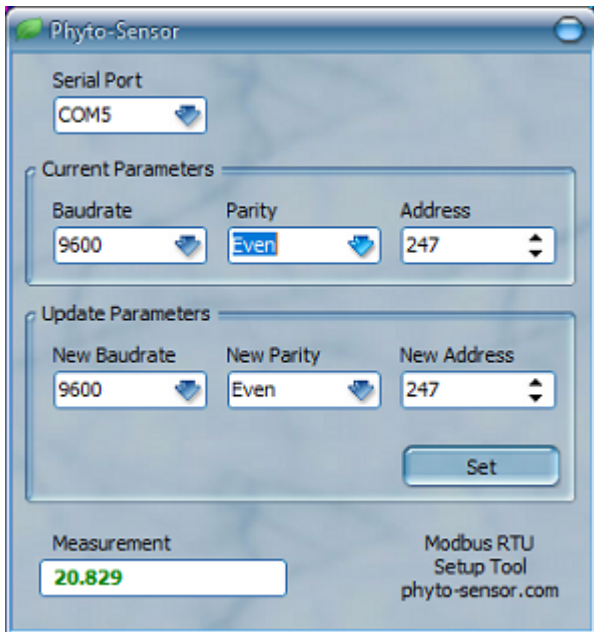 Phyto-Sensor
Serial Port
COM5
Current Parameters
Baudrate Parity Address
9600 Even 247
Update Parameters
New Baudrate New Parity New Address
9600 Even 247
Set
Measurement
20.829
Modbus RTU
Setup Tool
phyto-sensor.com